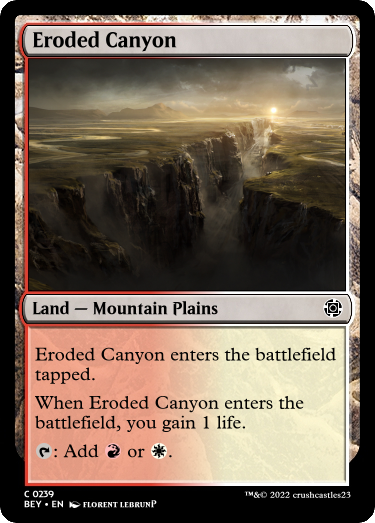 Eroded Canyon
Land — Mountain Plains
Eroded Canyon enters the battlefield
tapped.
When Eroded Canyon enters the
battlefield, you gain 1 life.
: Add or .
C 0239
BEY • EN FLORENT LEBRUNP
™&© 2022 crushcastles23